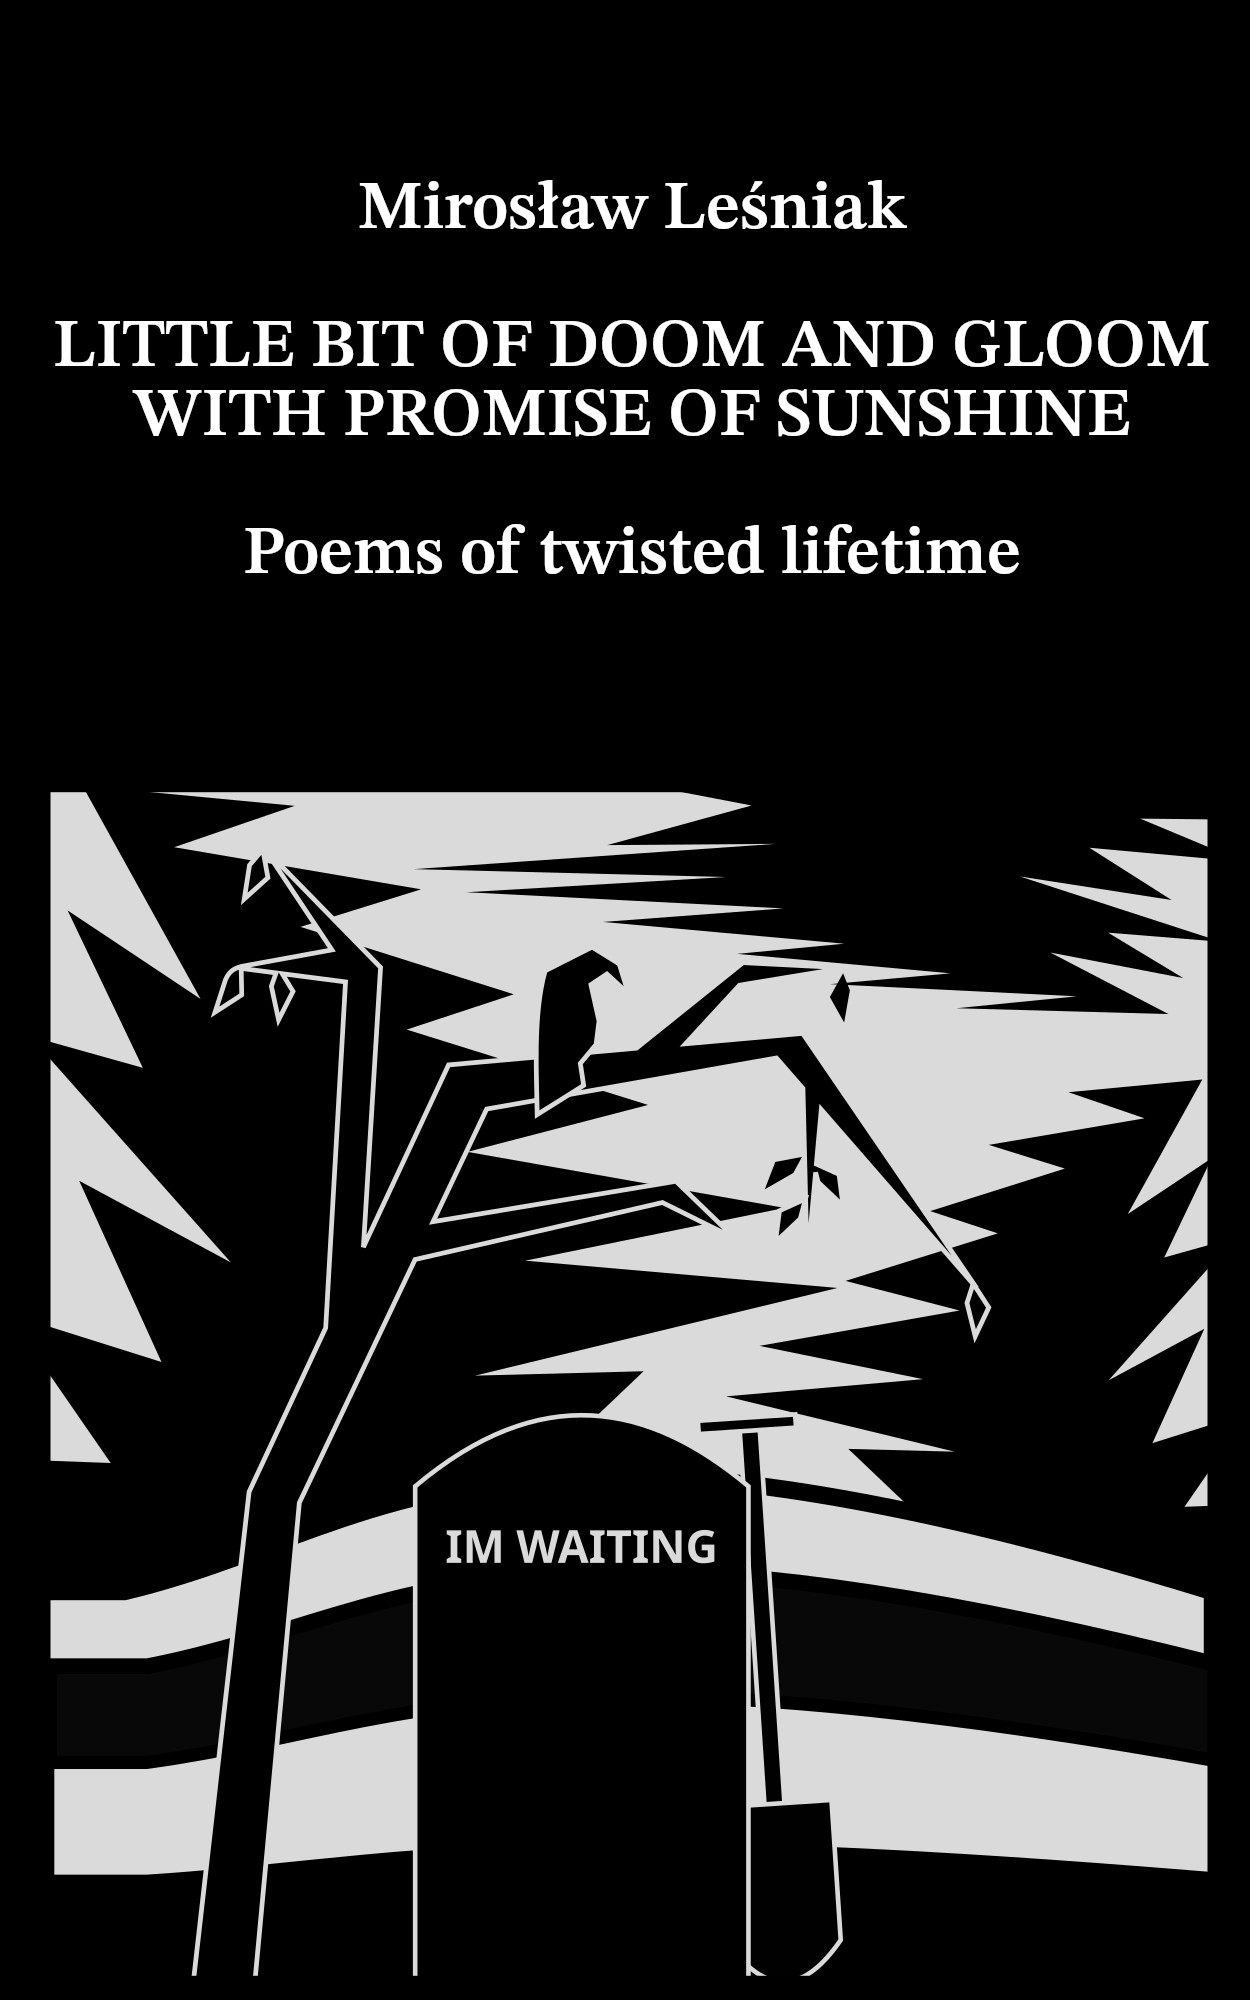 Mirosław Leśniak
LITTLE BIT OF DOOM AND GLOOM
WITH PROMISE OF SUNSHINE
Poems of twisted lifetime
IM WAITING